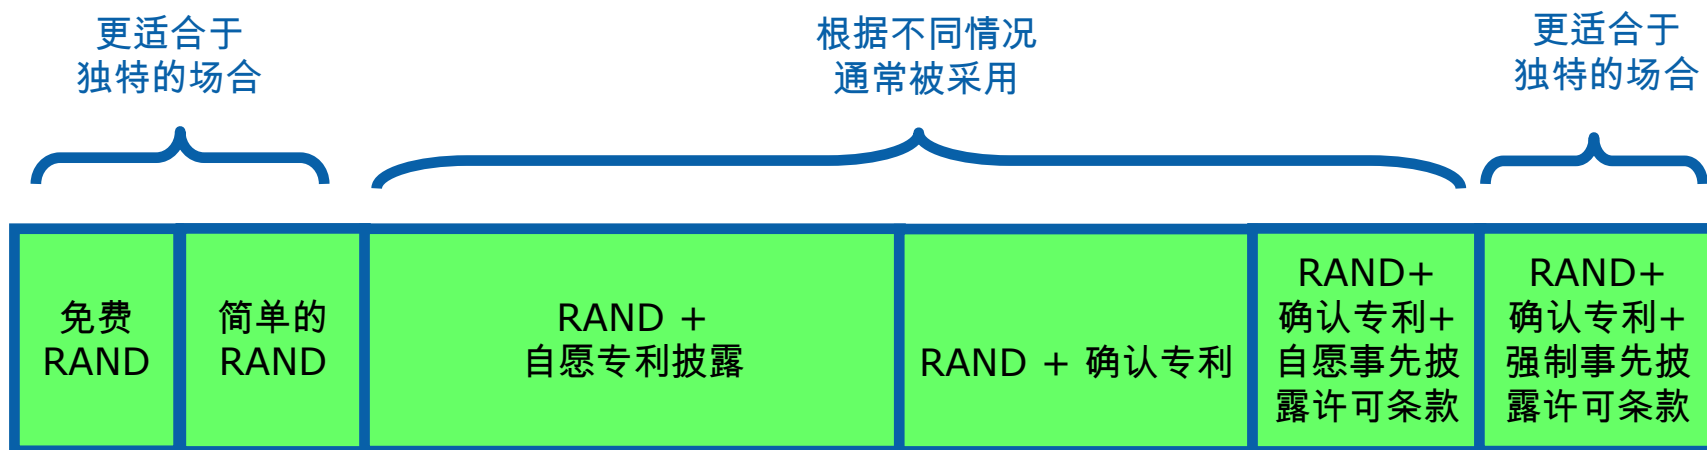 更适合于
独特的场合
根据不同情况
通常被采用
更适合于
独特的场合
免费
RAND
简单的
RAND
RAND +
自愿专利披露
RAND + 确认专利
RAND+
确认专利+
自愿事先披
露许可条款
RAND+
确认专利+
强制事先披
露许可条款